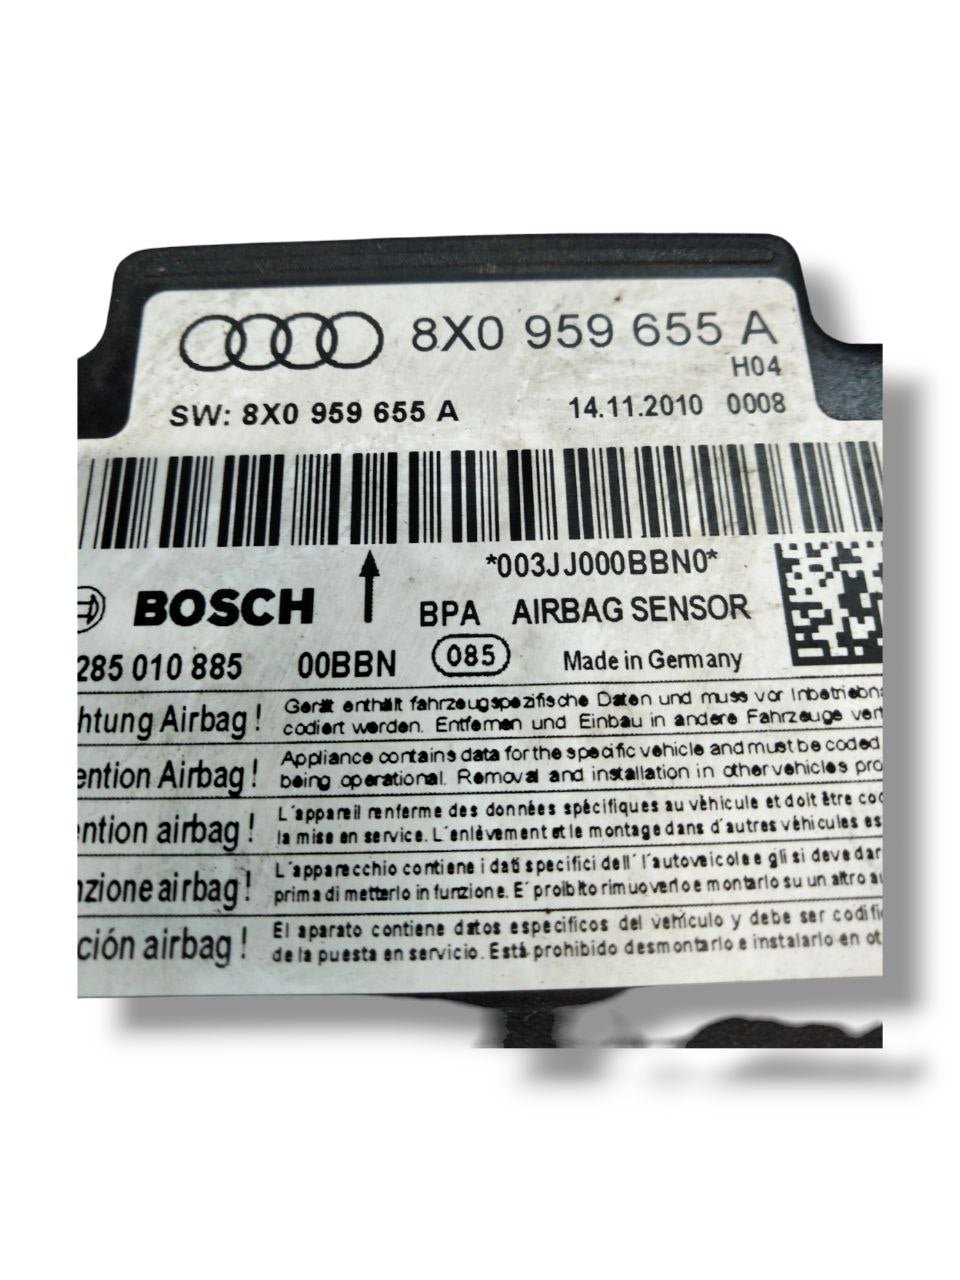 8X0 959 655 A
H04
SW: 8X0 959 655 A 14.11.2010 0008
*003JJ000BBN0*
BOSCH BPA AIRBAG SENSOR
285 010 885 00BBN 085 Made in Germany
htung Airbag! Gerät enthält fahrzeugspezifische Daten und muss vor Inbetriebn
codiert werden. Entfernen und Einbau in andere Fahrzeuge vert
ention Airbag! Appliance contains data for the specific vehicle and must be coded
being operational. Removal and installation in other vehicles pro
ention airbag! L'appareil renferme des données spécifiques au véhicule et doit être cod
la mise en service. L'enlèvement et le montage dans d'autres véhicules es
nzione airbag! L'apparecchio contiene i dati specifici dell' l'autoveicolo e gli si deve dar
prima di metterlo in funzione. E' proibito rimuoverlo e montarlo su un altro au
ción airbag! El aparato contiene datos especificos del vehículo y debe ser codifi
de la puesta en servicio. Está prohibido desmontarlo e instalarlo en ot